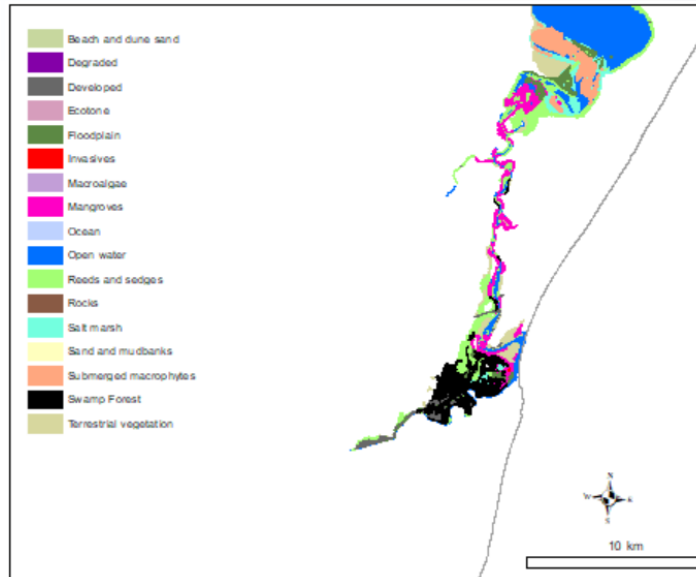 Beach and dune sand
Degraded
Developed
Ecotone
Floodplain
Invasives
Macroalgae
Mangroves
Ocean
Open water
Reeds and sedges
Rocks
Salt marsh
Sand and mudbanks
Submerged macrophytes
Swamp Forest
Terrestrial vegetation
N
W E
S
10 km